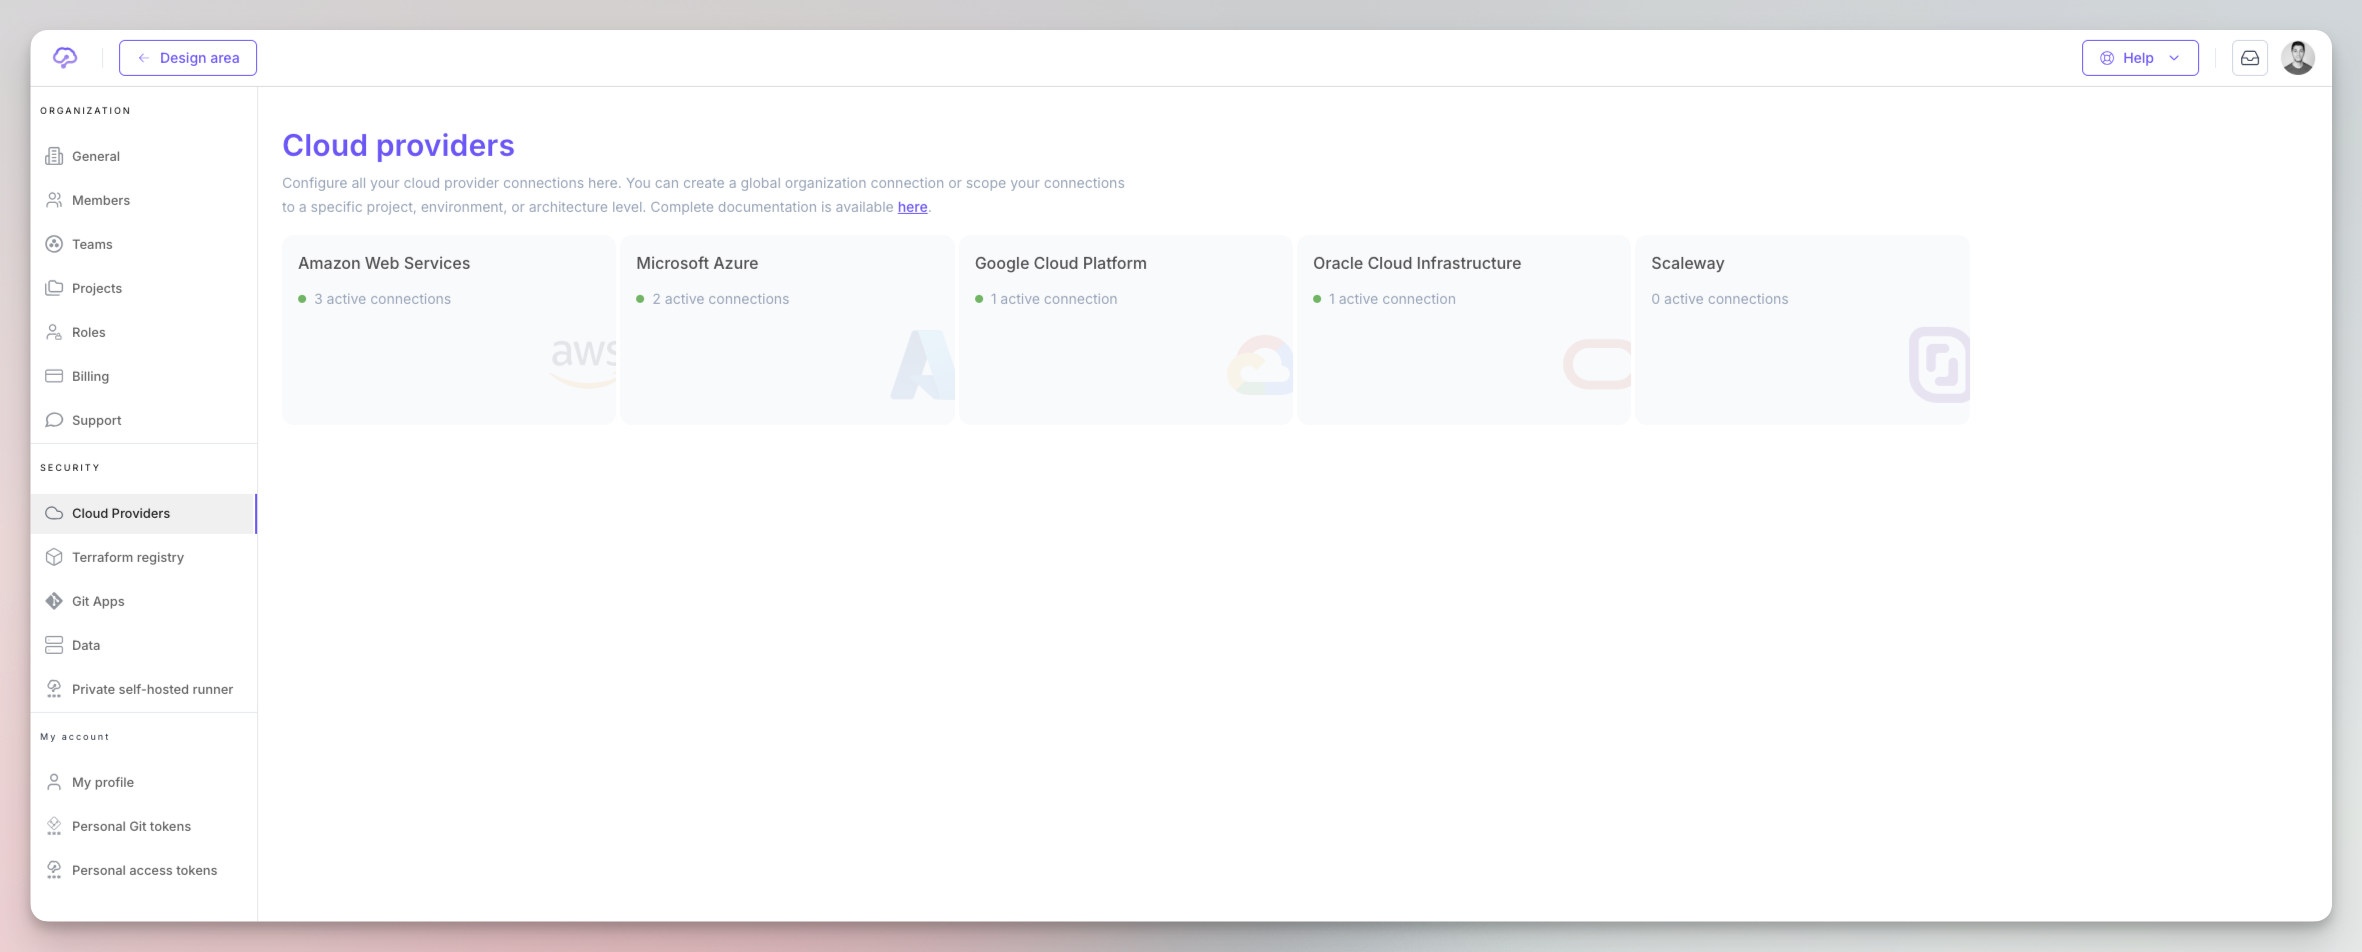 Design area
Help
ORGANIZATION
General
Members
Teams
Projects
Roles
Billing
Support
SECURITY
Cloud Providers
Terraform registry
Git Apps
Data
Private self-hosted runner
My account
My profile
Personal Git tokens
Personal access tokens
Cloud providers
Configure all your cloud provider connections here. You can create a global organization connection or scope your connections
to a specific project, environment, or architecture level. Complete documentation is available here.
Amazon Web Services
3 active connections
aws
Microsoft Azure
2 active connections
Google Cloud Platform
1 active connection
Oracle Cloud Infrastructure
1 active connection
Scaleway
0 active connections